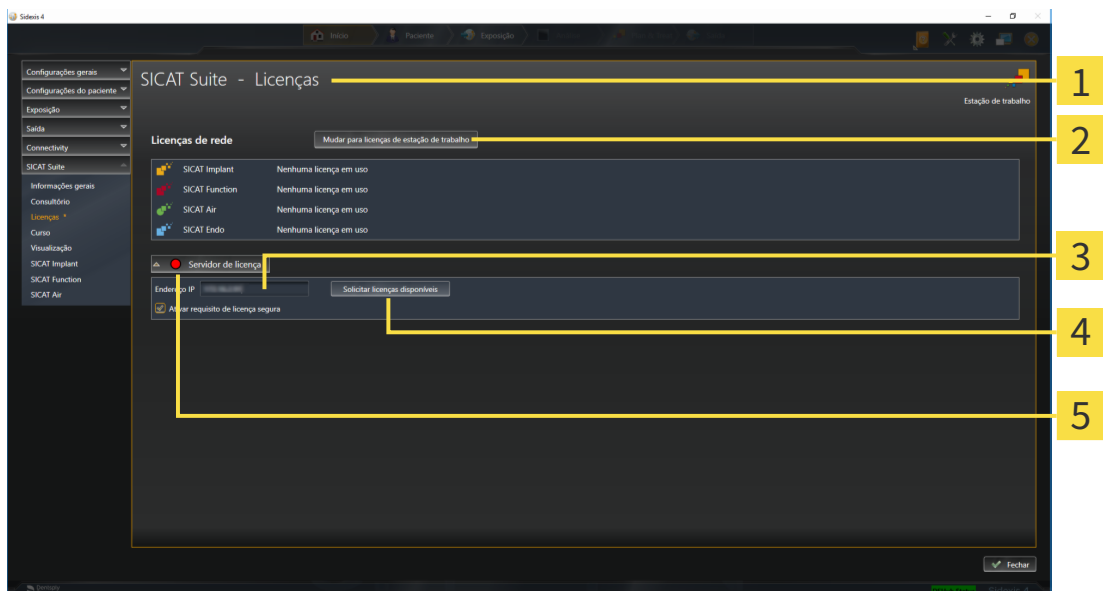 Sidexis 4
Início
Paciente
Exposição
Configurações gerais
Configurações do paciente
Exposição
Saída
Connectivity
SICAT Suite
Informações gerais
Consultório
Licenças *
Curso
Visualização
SICAT Implant
SICAT Function
SICAT Air
SICAT Suite - Licenças
Estação de trabalho
Licenças de rede
Mudar para licenças de estação de trabalho
SICAT Implant Nenhuma licença em uso
SICAT Function Nenhuma licença em uso
SICAT Air Nenhuma licença em uso
SICAT Endo Nenhuma licença em uso
Servidor de licença
Endereço IP
Solicitar licenças disponíveis
Ativar requisito de licença segura
Fechar
Sidexis 4
1
2
3
4
5